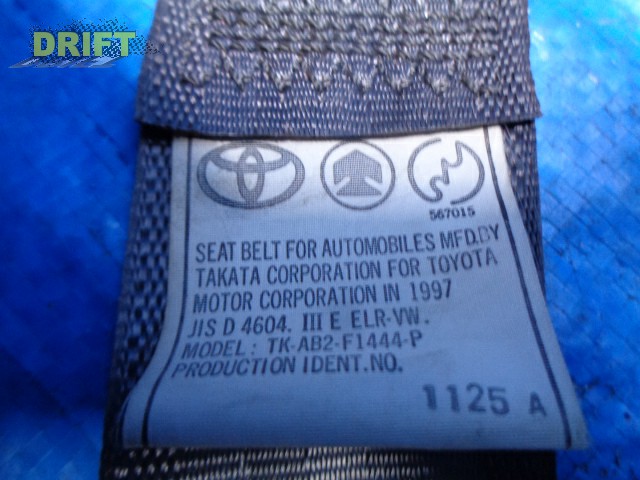 DRIFT
567015
SEAT BELT FOR AUTOMOBILES MFD.BY
TAKATA CORPORATION FOR TOYOTA
MOTOR CORPORATION IN 1997
JIS D 4604. III E ELR-VW.
MODEL: TK-AB2-F1444-P
PRODUCTION IDENT.NO.
1125 A